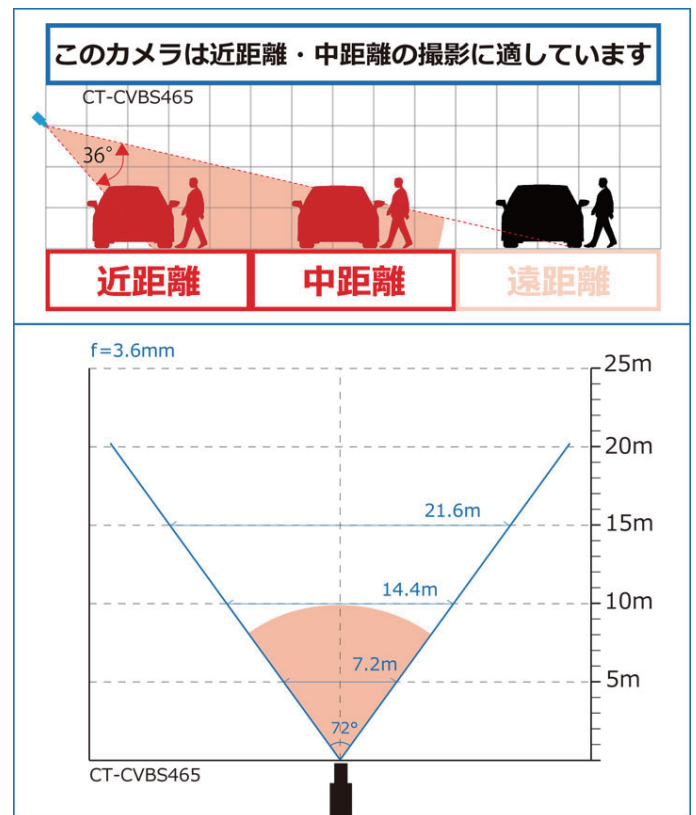 このカメラは近距離・中距離の撮影に適しています
CT-CVBS465
36°
近距離
中距離
遠距離
f=3.6mm
25m
20m
21.6m
15m
14.4m
10m
7.2m
5m
72°
CT-CVBS465